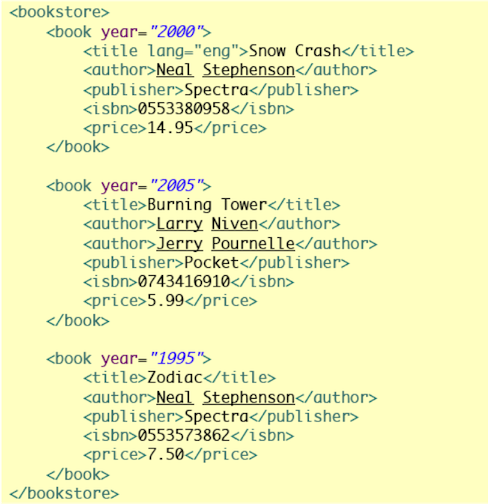 <bookstore>
<book year="2000">
<title lang="eng">Snow Crash</title>
<author>Neal Stephenson</author>
<publisher>Spectra</publisher>
<isbn>0553380958</isbn>
<price>14.95</price>
</book>
<book year="2005">
<title>Burning Tower</title>
<author>Larry Niven</author>
<author>Jerry Pournelle</author>
<publisher>Pocket</publisher>
<isbn>0743416910</isbn>
<price>5.99</price>
</book>
<book year="1995">
<title>Zodiac</title>
<author>Neal Stephenson</author>
<publisher>Spectra</publisher>
<isbn>0553573862</isbn>
<price>7.50</price>
</book>
</bookstore>